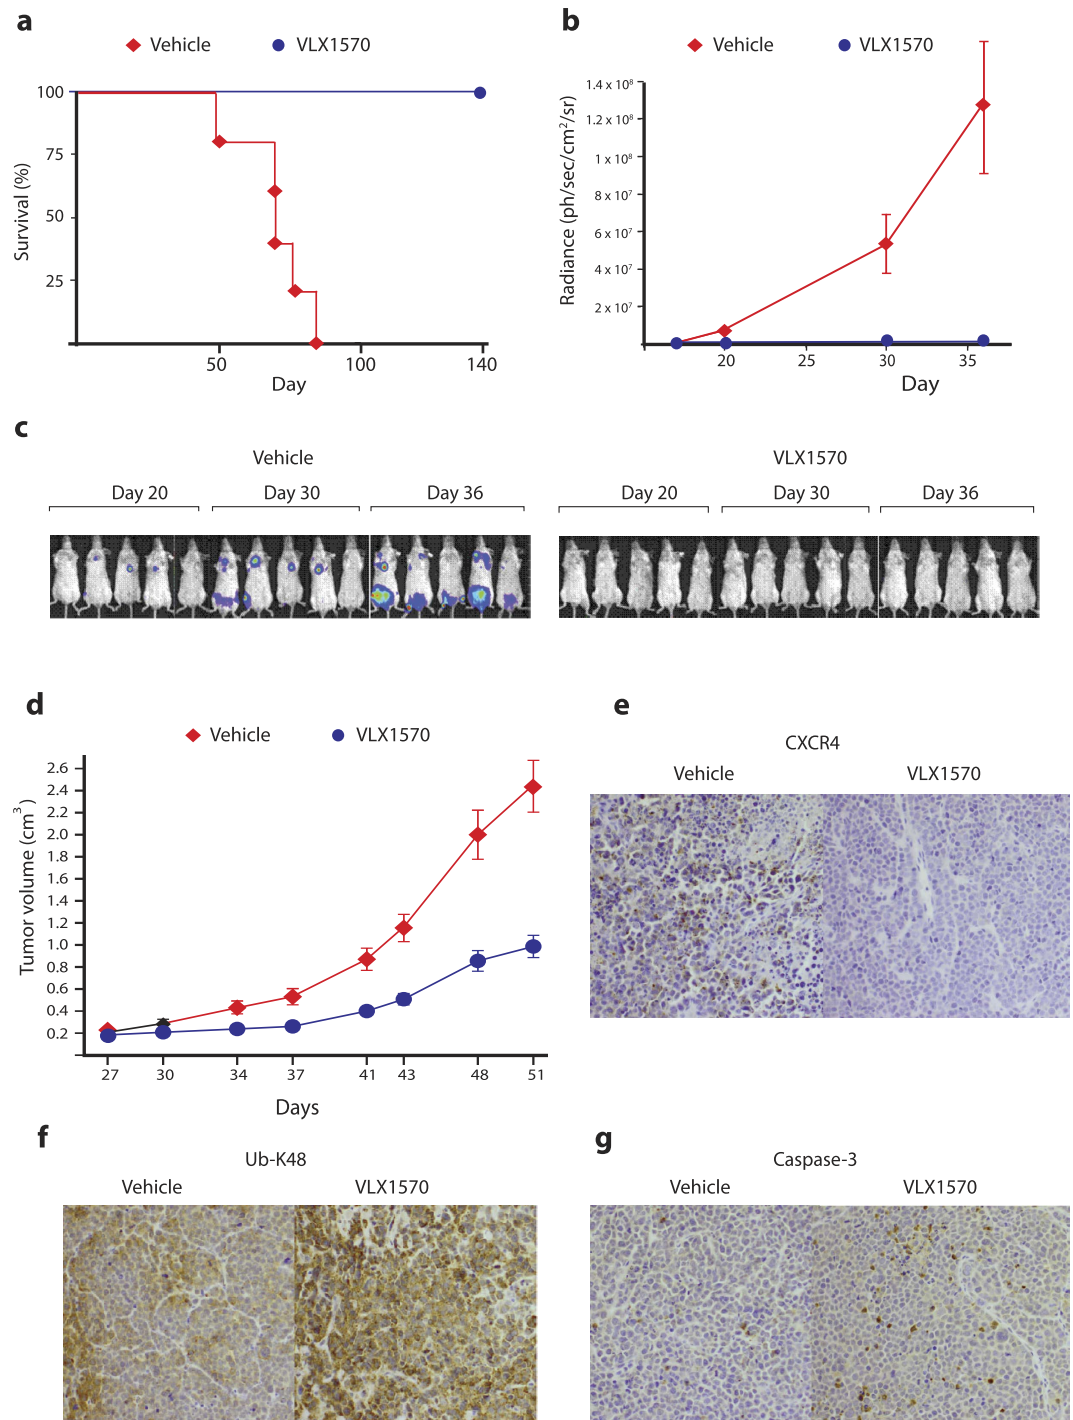 a
Vehicle VLX1570
100
75
50
25
Survival (%)
50 100 140
Day
b
Vehicle VLX1570
1.4 x 10⁸
1.2 x 10⁸
1 x 10⁸
8 x 10⁷
6 x 10⁷
4 x 10⁷
2 x 10⁷
Radiance (ph/sec/cm²/sr)
20 25 30 35
Day
c
Vehicle VLX1570
Day 20 Day 30 Day 36 Day 20 Day 30 Day 36
d
Vehicle VLX1570
2.6
2.4
2.2
2.0
1.8
1.6
1.4
1.2
1.0
0.8
0.6
0.4
0.2
Tumor volume (cm³)
27 30 34 37 41 43 48 51
Days
e
CXCR4
Vehicle VLX1570
f
Ub-K48
Vehicle VLX1570
g
Caspase-3
Vehicle VLX1570